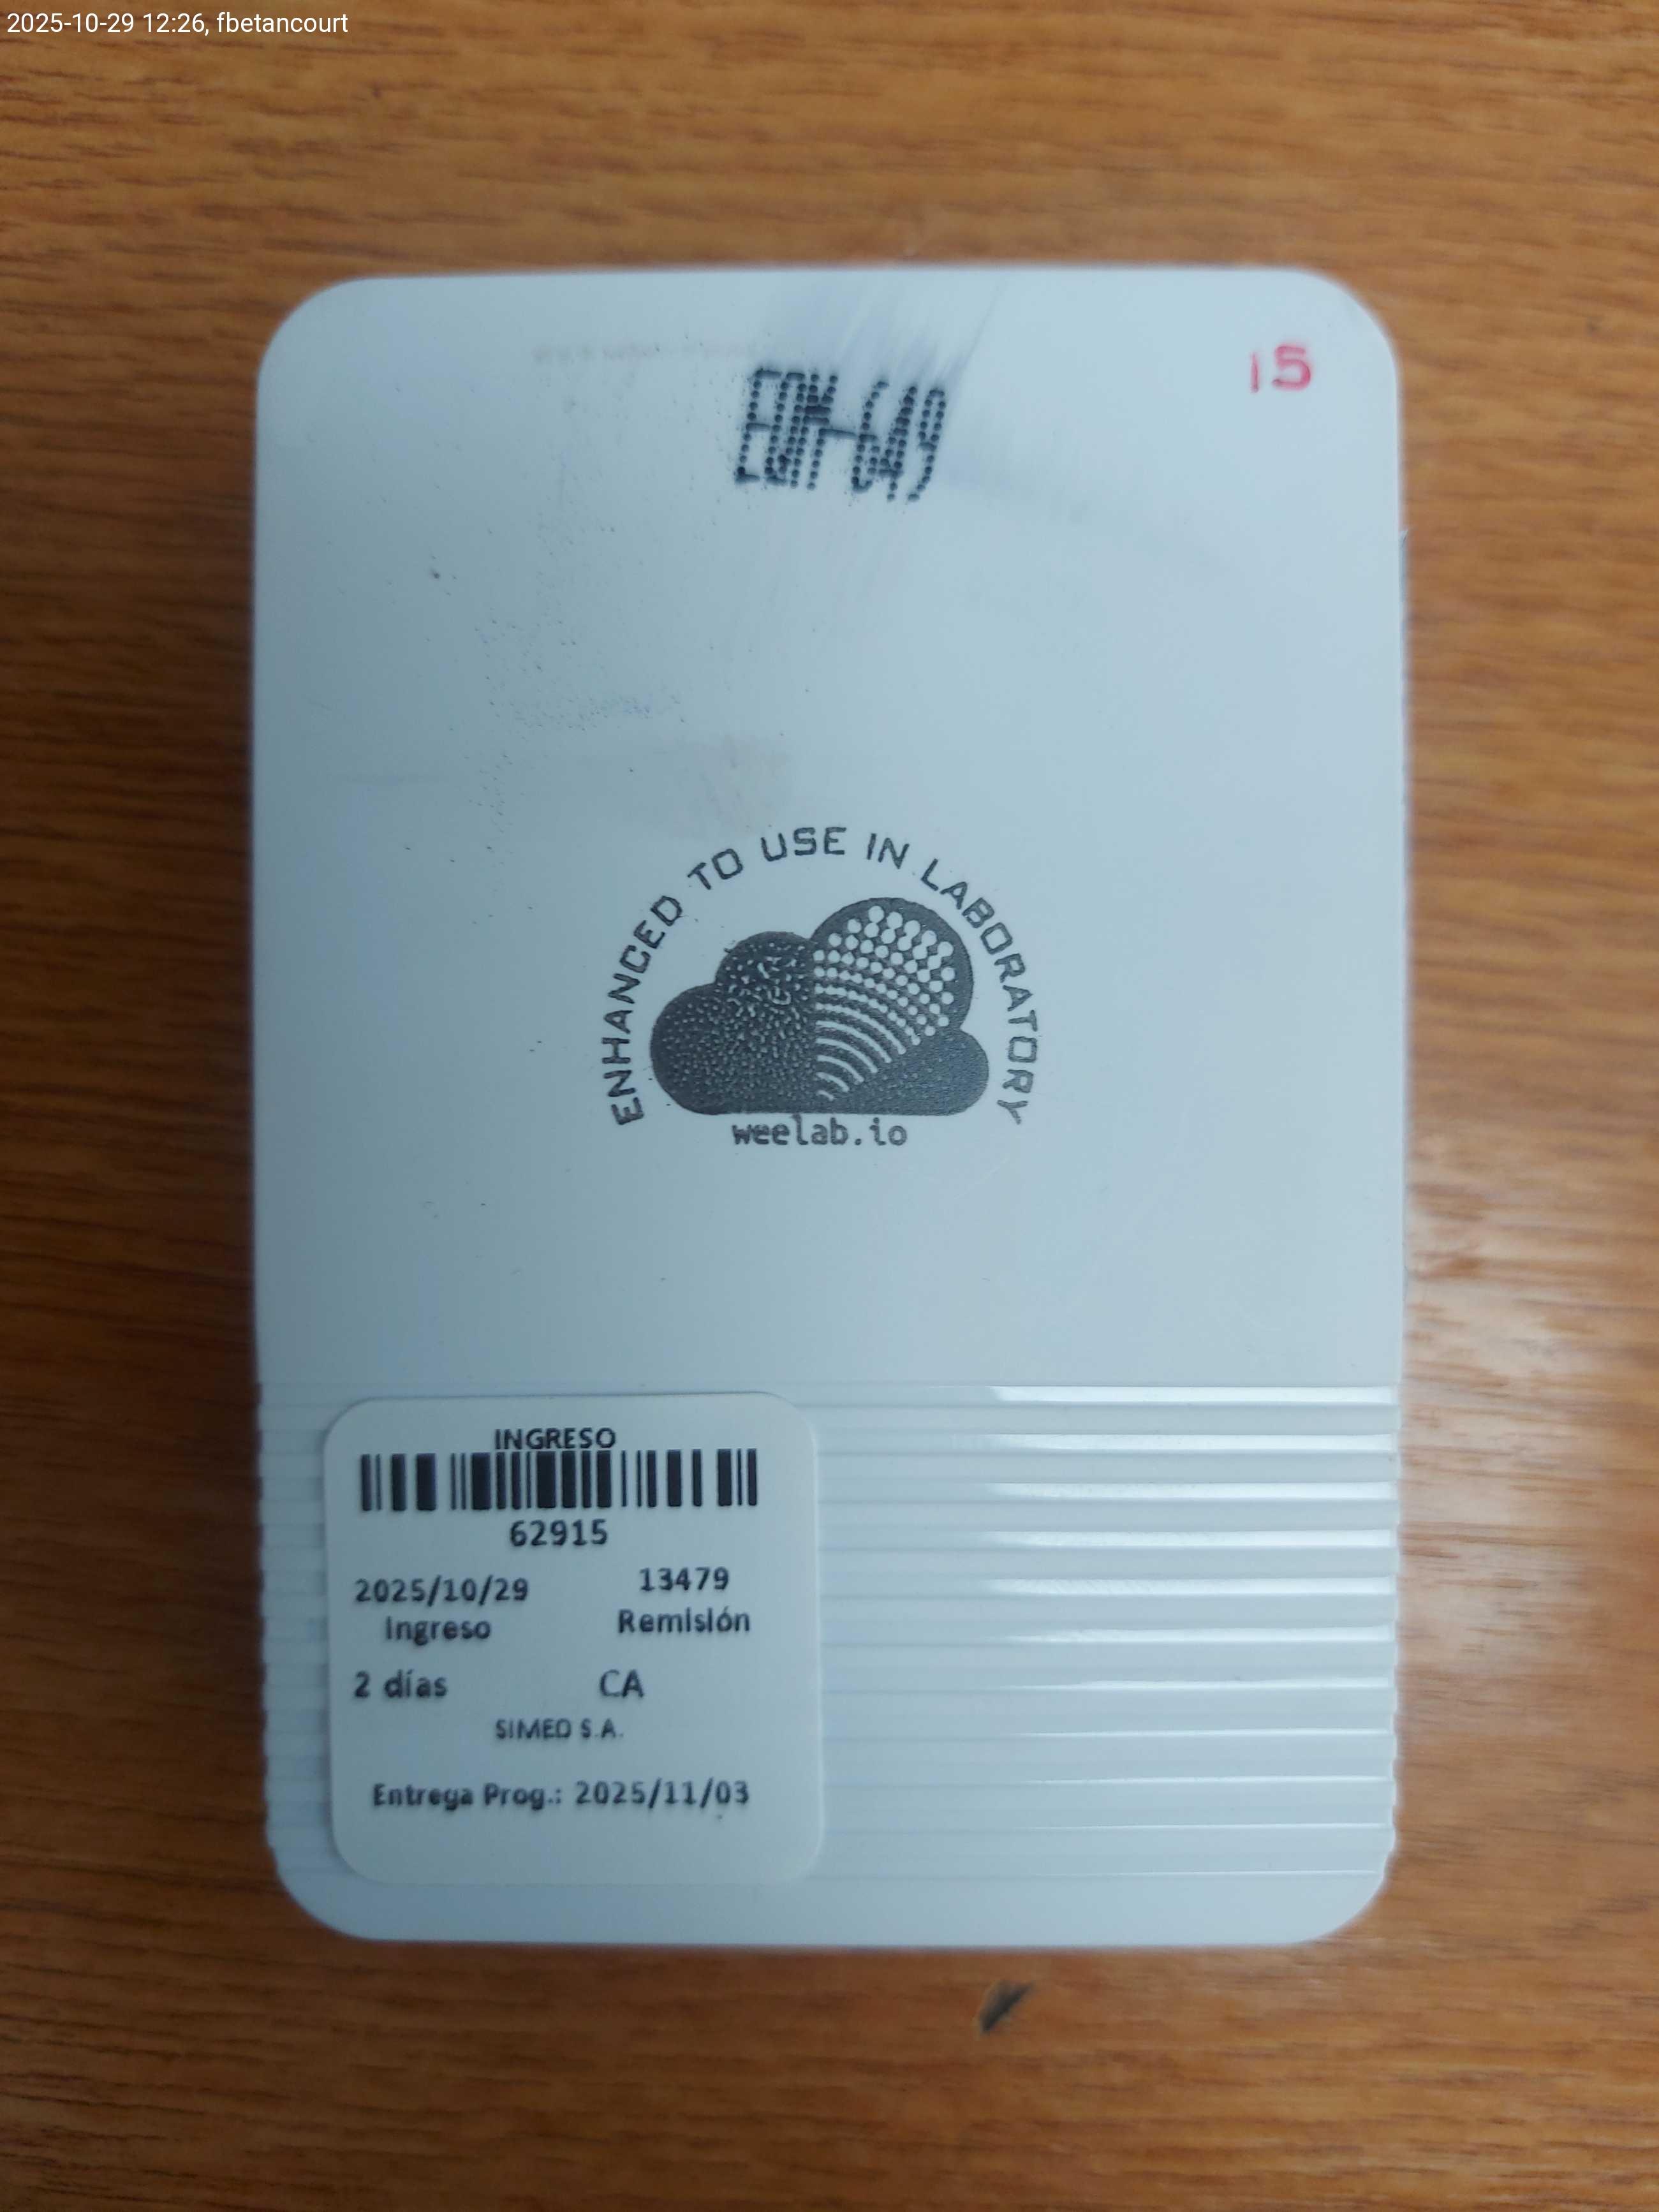 2025-10-29 12:26, fbetancourt
15
EQM-649
ENHANCED TO USE IN LABORATORY
weelab.io
INGRESO
62915
2025/10/29 13479
Ingreso Remisión
2 días CA
SIMED S.A.
Entrega Prog.: 2025/11/03